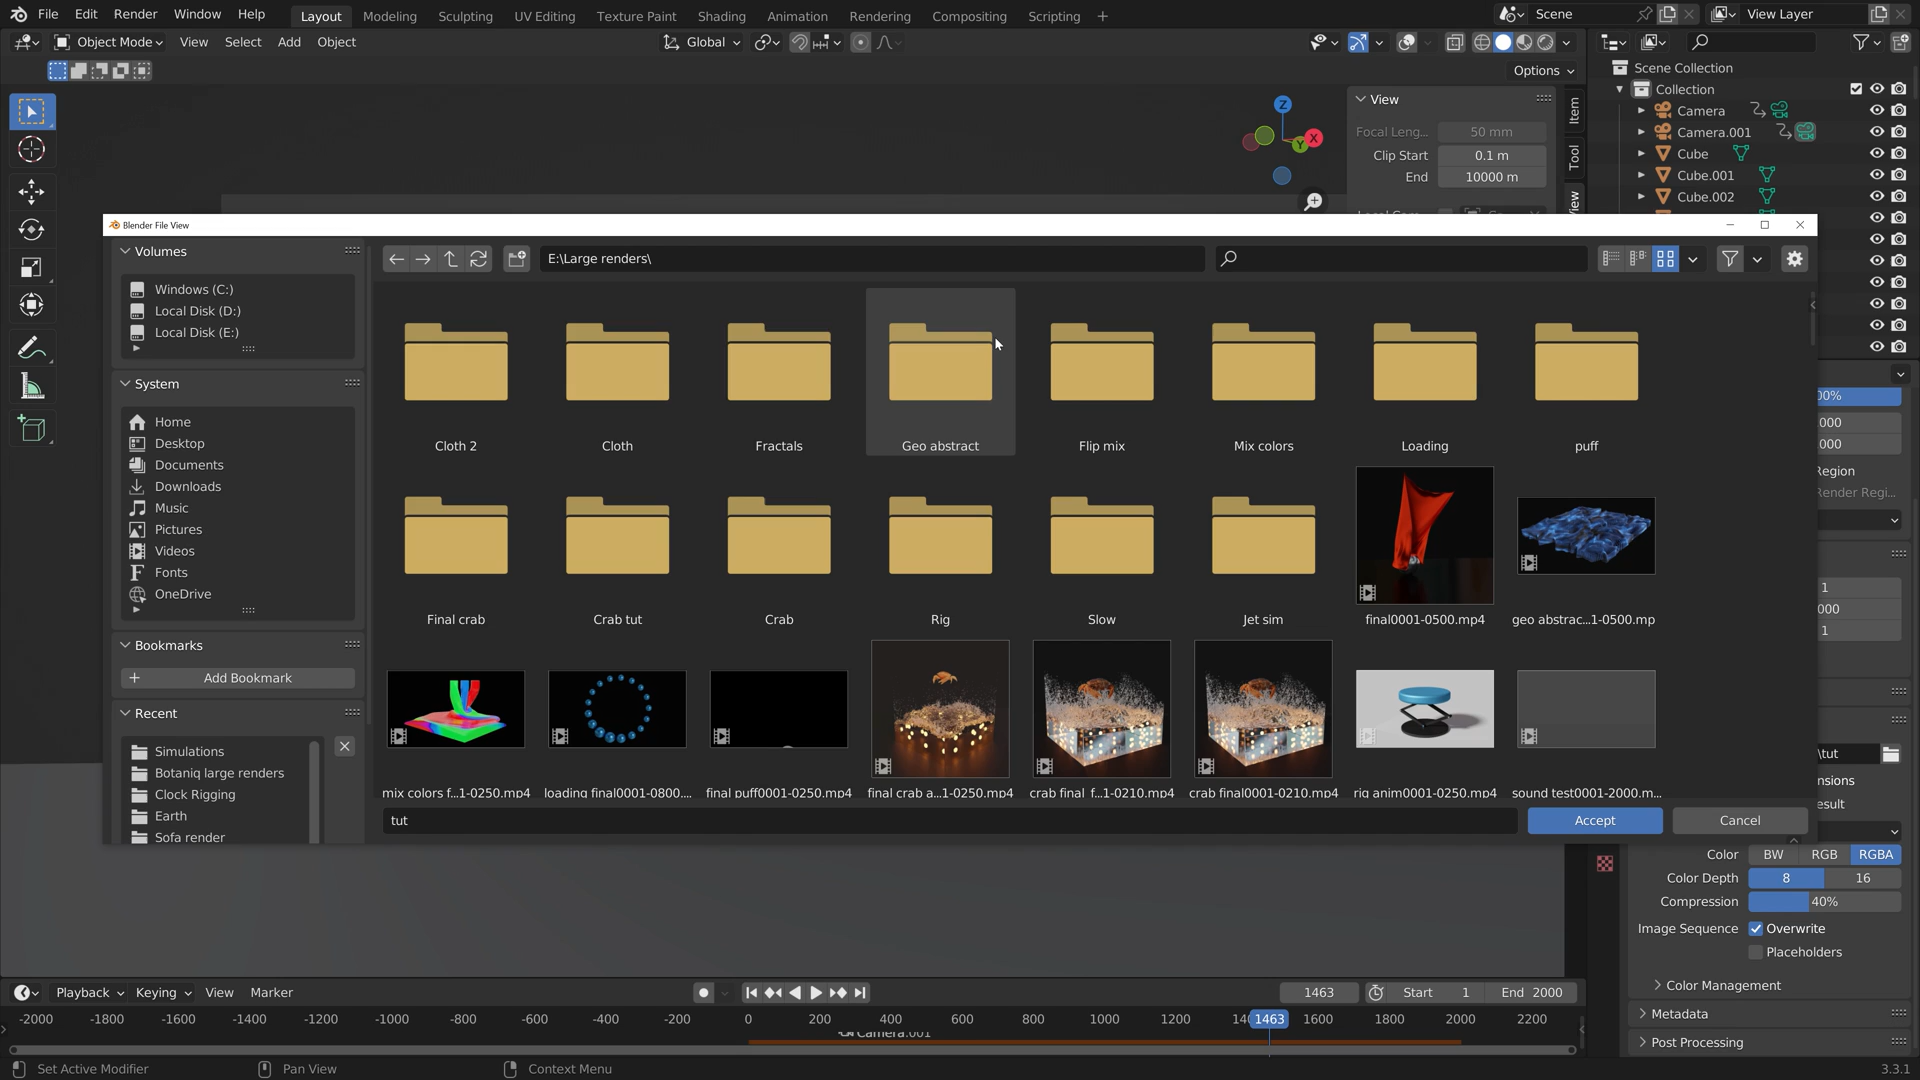 File Edit Render Window Help Layout Modeling Sculpting UV Editing Texture Paint Shading Animation Rendering Compositing Scripting + Scene View Layer
Object Mode View Select Add Object Global
Options
Scene Collection
Collection
Camera
Camera.001
Cube
Cube.001
Cube.002
View
Focal Leng... 50 mm
Clip Start 0.1 m
End 10000 m
Item
Tool
View
Z
X
Y
Blender File View
Volumes
Windows (C:)
Local Disk (D:)
Local Disk (E:)
System
Home
Desktop
Documents
Downloads
Music
Pictures
Videos
Fonts
OneDrive
Bookmarks
Add Bookmark
Recent
Simulations
Botaniq large renders
Clock Rigging
Earth
Sofa render
E:\Large renders\
Cloth 2 Cloth Fractals Geo abstract Flip mix Mix colors Loading puff
Final crab Crab tut Crab Rig Slow Jet sim final0001-0500.mp4 geo abstrac...1-0500.mp
mix colors f...1-0250.mp4 loading final0001-0800.... final puff0001-0250.mp4 final crab a...1-0250.mp4 crab final_f...1-0210.mp4 crab final0001-0210.mp4 rig anim0001-0250.mp4 sound test0001-2000.m...
tut
Accept Cancel
00%
000
000
Region
Render Regi...
1
000
1
\tut
nsions
esult
Color BW RGB RGBA
Color Depth 8 16
Compression 40%
Image Sequence Overwrite
Placeholders
Color Management
Metadata
Post Processing
Playback Keying View Marker 1463 Start 1 End 2000
-2000 -1800 -1600 -1400 -1200 -1000 -800 -600 -400 -200 0 200 400 600 800 1000 1200 14 1463 1600 1800 2000 2200
Camera.001
Set Active Modifier Pan View Context Menu 3.3.1